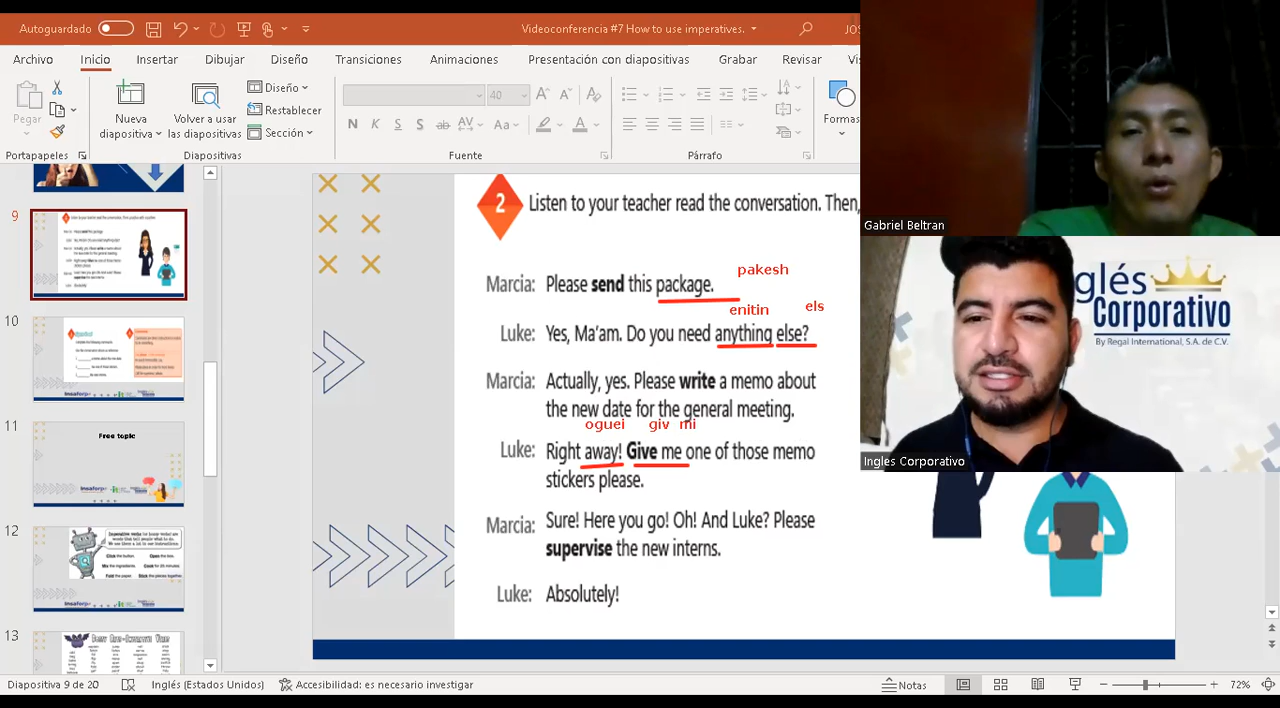 Autoguardado
Videoconferencia #7 How to use imperatives.
JOS
Archivo Inicio Insertar Dibujar Diseño Transiciones Animaciones Presentación con diapositivas Grabar Revisar Vi
Pegar
Nueva diapositiva
Volver a usar las diapositivas
Diseño
Restablecer
Sección
40
N K S S ab AV Aa A
Formas
Portapapeles Diapositivas Fuente Párrafo
9
10
11
Free topic
12
13
2 Listen to your teacher read the conversation. Then,
pakesh
Marcia: Please send this package.
enitin els
Luke: Yes, Ma'am. Do you need anything else?
Marcia: Actually, yes. Please write a memo about
the new date for the general meeting.
oguei giv mi
Luke: Right away! Give me one of those memo
stickers please.
Marcia: Sure! Here you go! Oh! And Luke? Please
supervise the new interns.
Luke: Absolutely!
Gabriel Beltran
glés
Corporativo
By Regal International, S.A. de C.V.
Ingles Corporativo
Diapositiva 9 de 20 Inglés (Estados Unidos) Accesibilidad: es necesario investigar Notas 72%